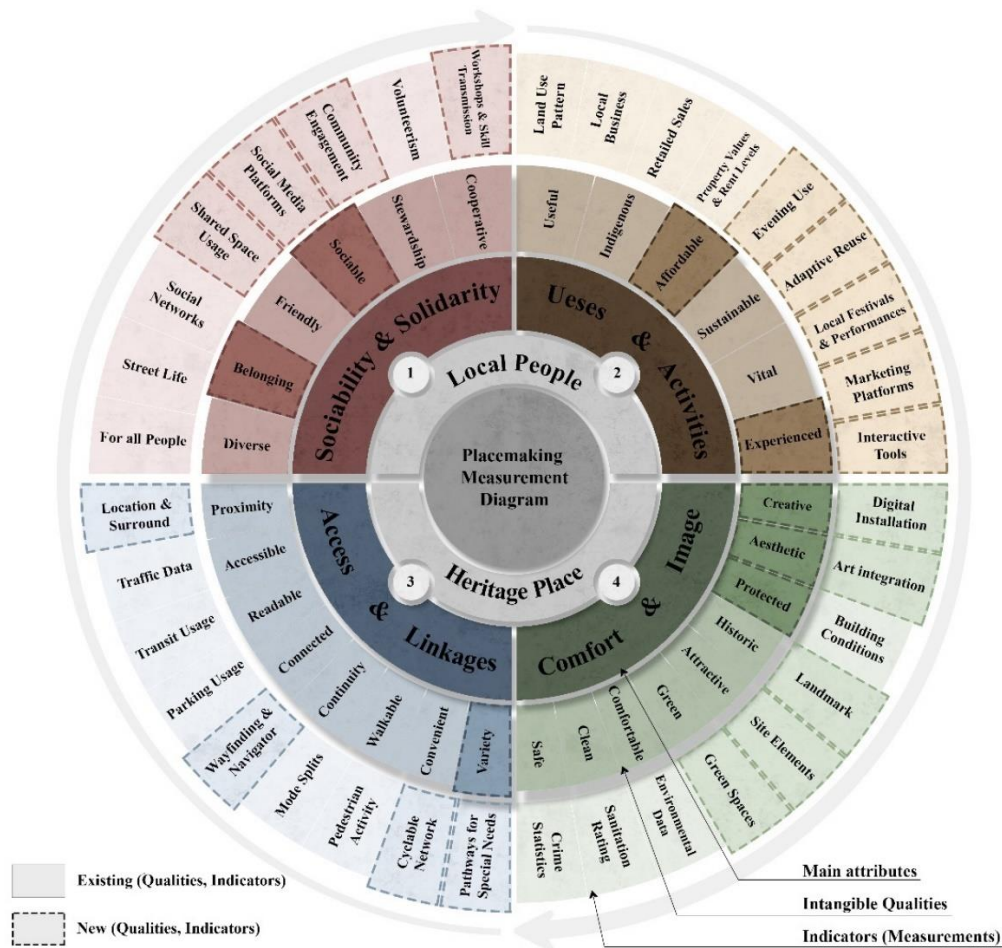 Placemaking
Measurement
Diagram
Local People
Heritage Place
1
2
3
4
Sociability & Solidarity
Diverse
Belonging
Friendly
Sociable
Stewardship
Cooperative
For all People
Street Life
Social
Networks
Shared Space
Usage
Social Media
Platforms
Community
Engagement
Volunteerism
Workshops & Skill
Transmission
Ueses & Activities
Useful
Indigenous
Affordable
Sustainable
Vital
Experienced
Land Use
Pattern
Local
Business
Retailed Sales
Property Values
& Rent Levels
Evening Use
Adaptive Reuse
Local Festivals
& Performances
Marketing
Platforms
Interactive
Tools
Access & Linkages
Proximity
Accessible
Readable
Connected
Continuity
Walkable
Convenient
Variety
Location &
Surround
Traffic Data
Transit Usage
Parking Usage
Wayfinding &
Navigator
Mode Splits
Pedestrian
Activity
Cyclable
Network
Pathways for
Special Needs
Comfort & Image
Creative
Aesthetic
Protected
Historic
Attractive
Green
Comfortable
Clean
Safe
Digital
Installation
Art integration
Building
Conditions
Landmark
Site Elements
Green Spaces
Environmental
Data
Sanitation
Rating
Crime
Statistics
Existing (Qualities, Indicators)
New (Qualities, Indicators)
Main attributes
Intangible Qualities
Indicators (Measurements)